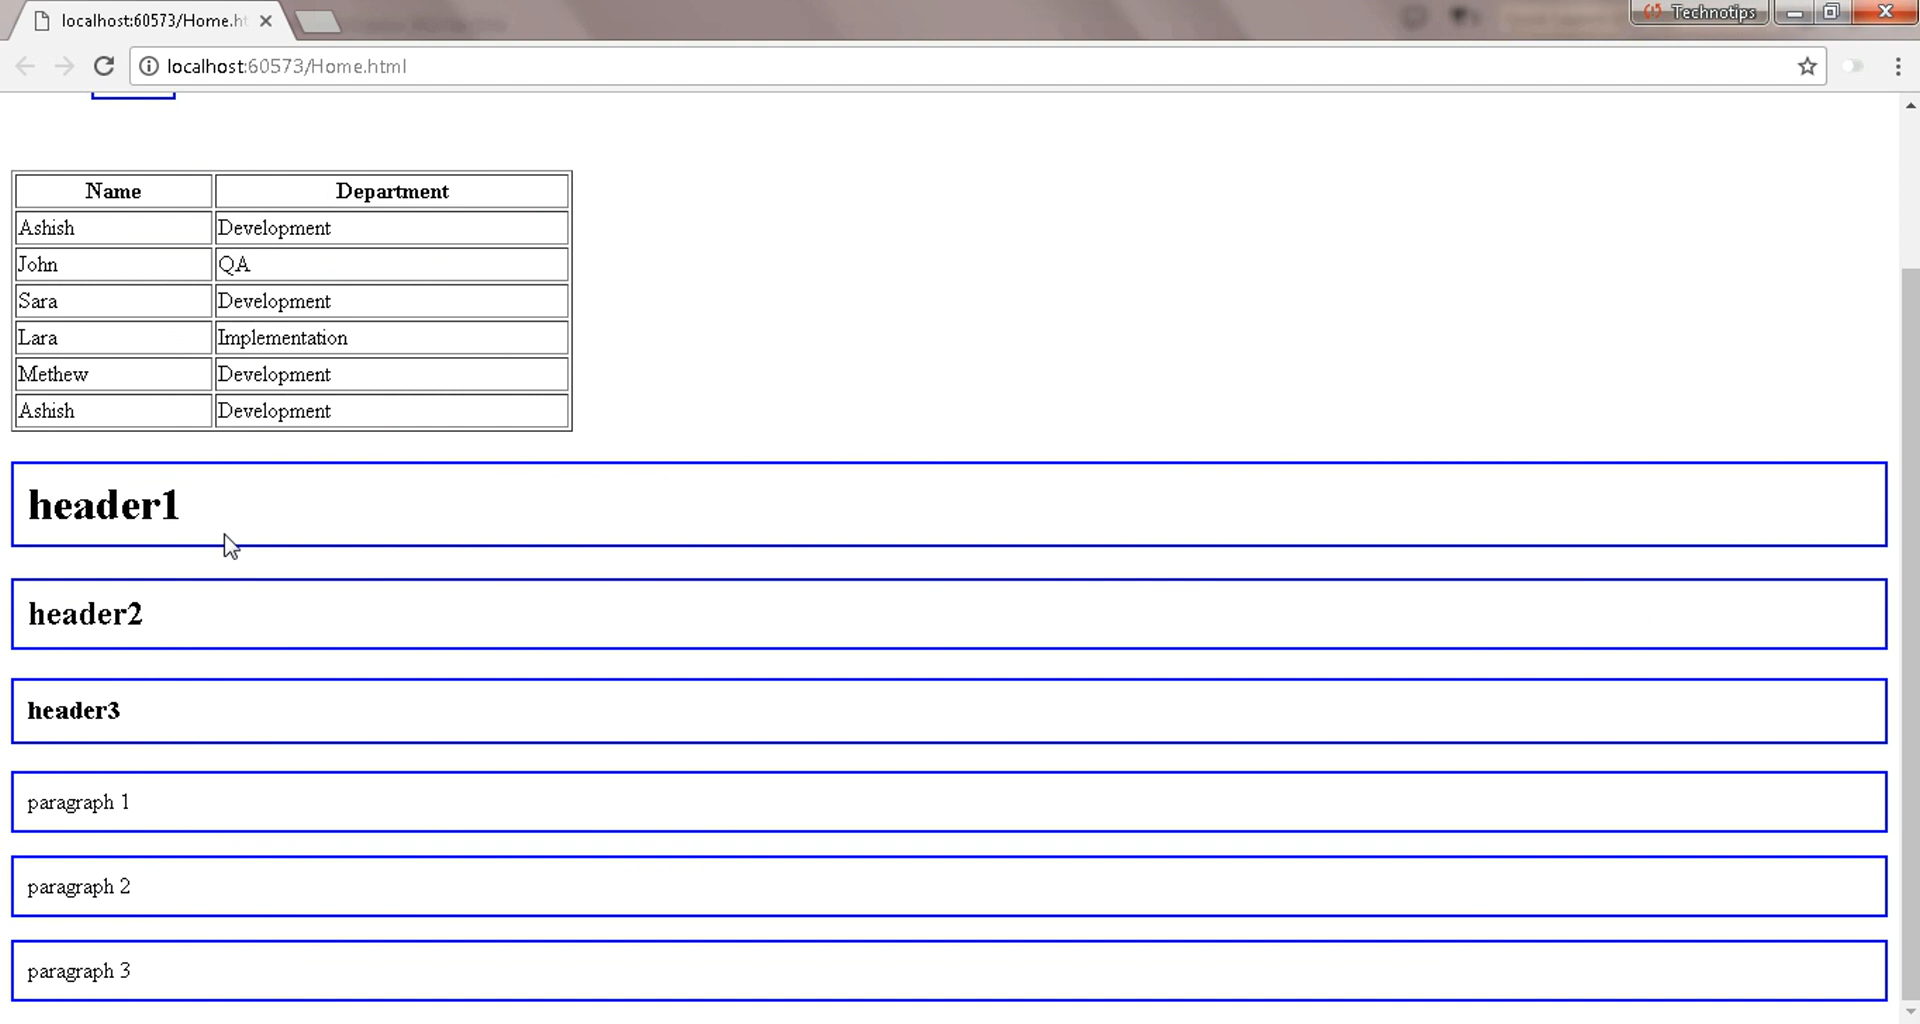 localhost:60573/Home.ht
Technotips
localhost:60573/Home.html
Name Department
Ashish Development
John QA
Sara Development
Lara Implementation
Methew Development
Ashish Development
header1
header2
header3
paragraph 1
paragraph 2
paragraph 3